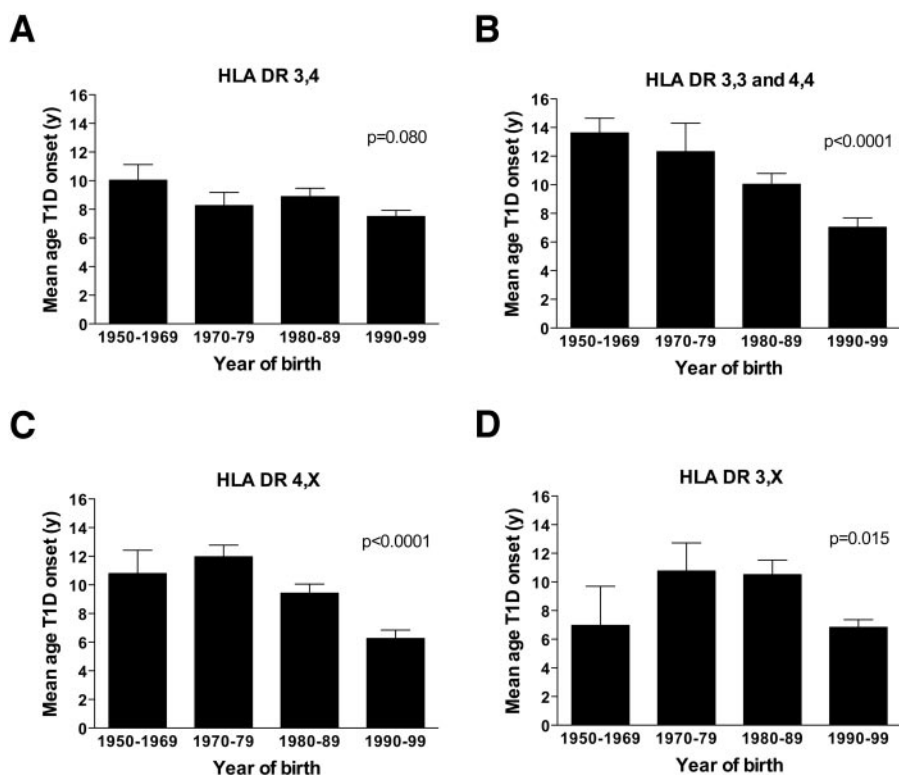 A
HLA DR 3,4
Mean age T1D onset (y)
16
14
12
10
8
6
4
2
0
p=0.080
1950-1969 1970-79 1980-89 1990-99
Year of birth
B
HLA DR 3,3 and 4,4
Mean age T1D onset (y)
16
14
12
10
8
6
4
2
0
p<0.0001
1950-1969 1970-79 1980-89 1990-99
Year of birth
C
HLA DR 4,X
Mean age T1D onset (y)
16
14
12
10
8
6
4
2
0
p<0.0001
1950-1969 1970-79 1980-89 1990-99
Year of birth
D
HLA DR 3,X
Mean age T1D onset (y)
16
14
12
10
8
6
4
2
0
p=0.015
1950-1969 1970-79 1980-89 1990-99
Year of birth